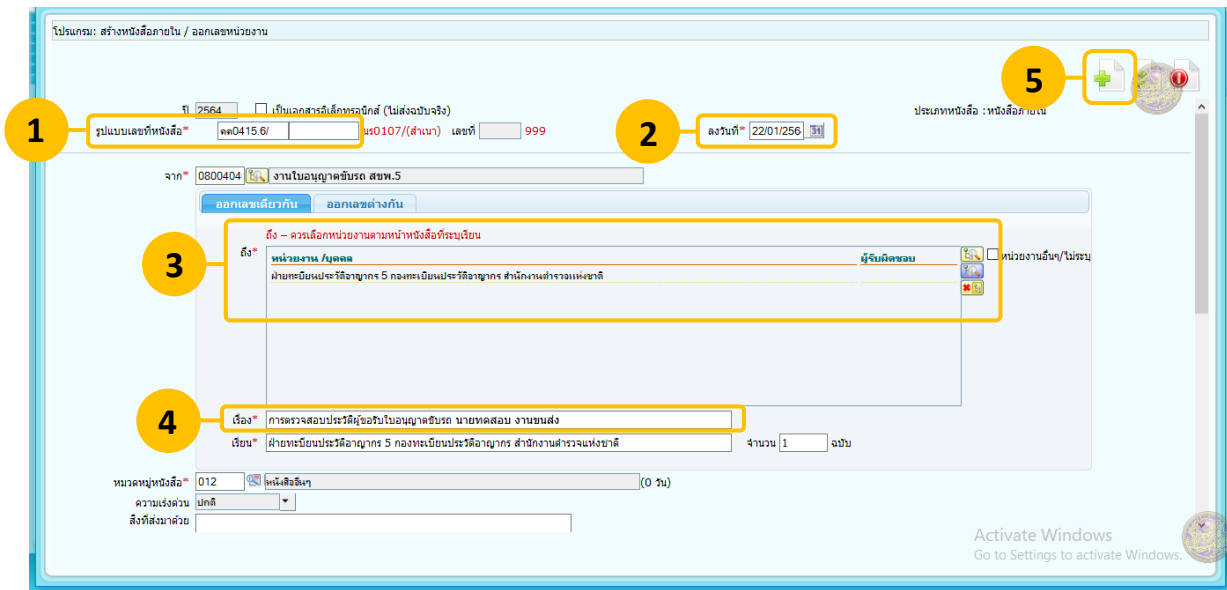 โปรแกรม: สร้างหนังสือภายใน / ออกเลขหน่วยงาน
5
ปี 2564 เป็นเอกสารอิเล็กทรอนิกส์ (ไม่ส่งฉบับจริง) ประเภทหนังสือ : หนังสือภายใน
1 รูปแบบเลขที่หนังสือ* ตค0415.6/ นร0107/(สำเนา) เลขที่ 999 2 ลงวันที่* 22/01/256 31
จาก* 0800404 งานใบอนุญาตขับรถ สขพ.5
ออกเลขเดียวกัน ออกเลขต่างกัน
ถึง – ควรเลือกหน่วยงานตามหน้าหนังสือที่ระบุเรียน
3 ถึง* หน่วยงาน /บุคคล ผู้รับผิดชอบ หน่วยงานอื่นๆ/ไม่ระบุ
ฝ่ายทะเบียนประวัติอาญากร 5 กองทะเบียนประวัติอาญากร สำนักงานตำรวจแห่งชาติ
4 เรื่อง* การตรวจสอบประวัติผู้ขอรับใบอนุญาตขับรถ นายทดสอบ งานขนส่ง
เรียน* ฝ่ายทะเบียนประวัติอาญากร 5 กองทะเบียนประวัติอาญากร สำนักงานตำรวจแห่งชาติ จำนวน 1 ฉบับ
หมวดหมู่หนังสือ* 012 หนังสืออื่นๆ (0 วัน)
ความเร่งด่วน ปกติ
สิ่งที่ส่งมาด้วย
Activate Windows
Go to Settings to activate Windows.